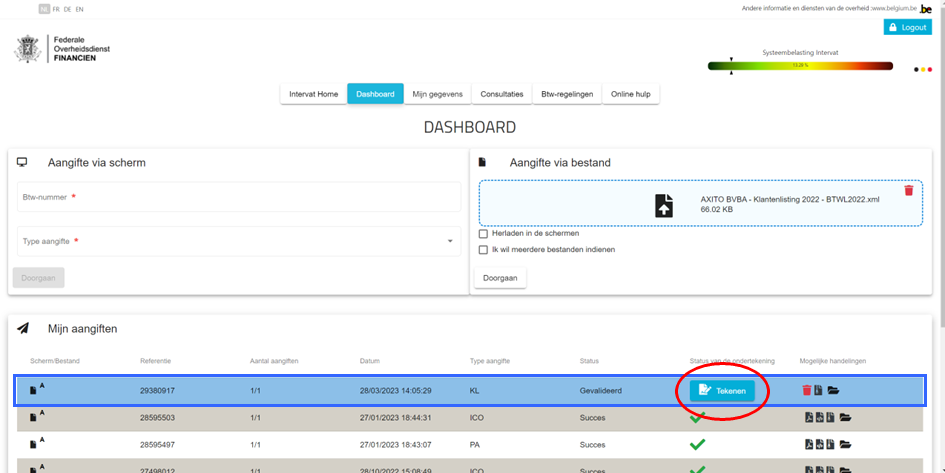 NL FR DE EN
Andere informatie en diensten van de overheid :www.belgium.be .be
Logout
Federale
Overheidsdienst
FINANCIEN
Systeembelasting Intervat
13.28 %
Intervat Home Dashboard Mijn gegevens Consultaties Btw-regelingen Online hulp
DASHBOARD
Aangifte via scherm
Btw-nummer *
Type aangifte *
Doorgaan
Aangifte via bestand
AXITO BVBA - Klantenlisting 2022 - BTWL2022.xml
66.02 KB
Herladen in de schermen
Ik wil meerdere bestanden indienen
Doorgaan
Mijn aangiften
Scherm/Bestand Referentie Aantal aangiften Datum Type aangifte Status Status van de ondertekening Mogelijke handelingen
A 29380917 1/1 28/03/2023 14:05:29 KL Gevalideerd Tekenen
A 28595503 1/1 27/01/2023 18:44:31 ICO Succes
A 28595497 1/1 27/01/2023 18:43:07 PA Succes
A 27498012 1/1 28/10/2022 15:08:49 ICO Succes